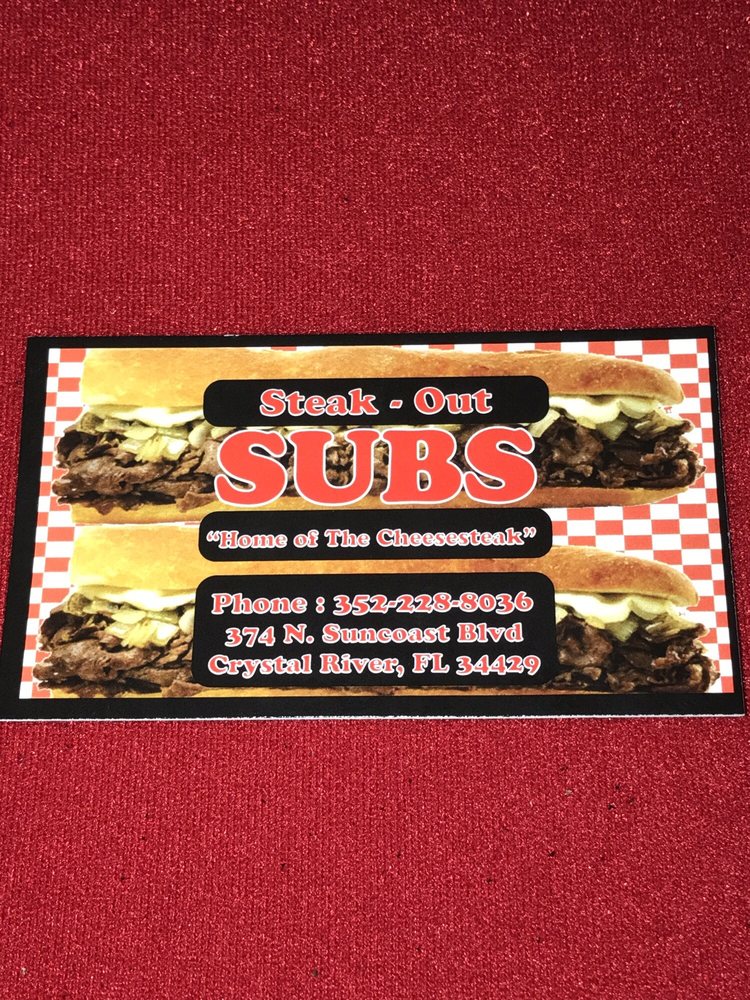 Steak - Out
SUBS
“Home of The Cheesesteak”
Phone : 352-228-8036
374 N. Suncoast Blvd
Crystal River, FL 34429